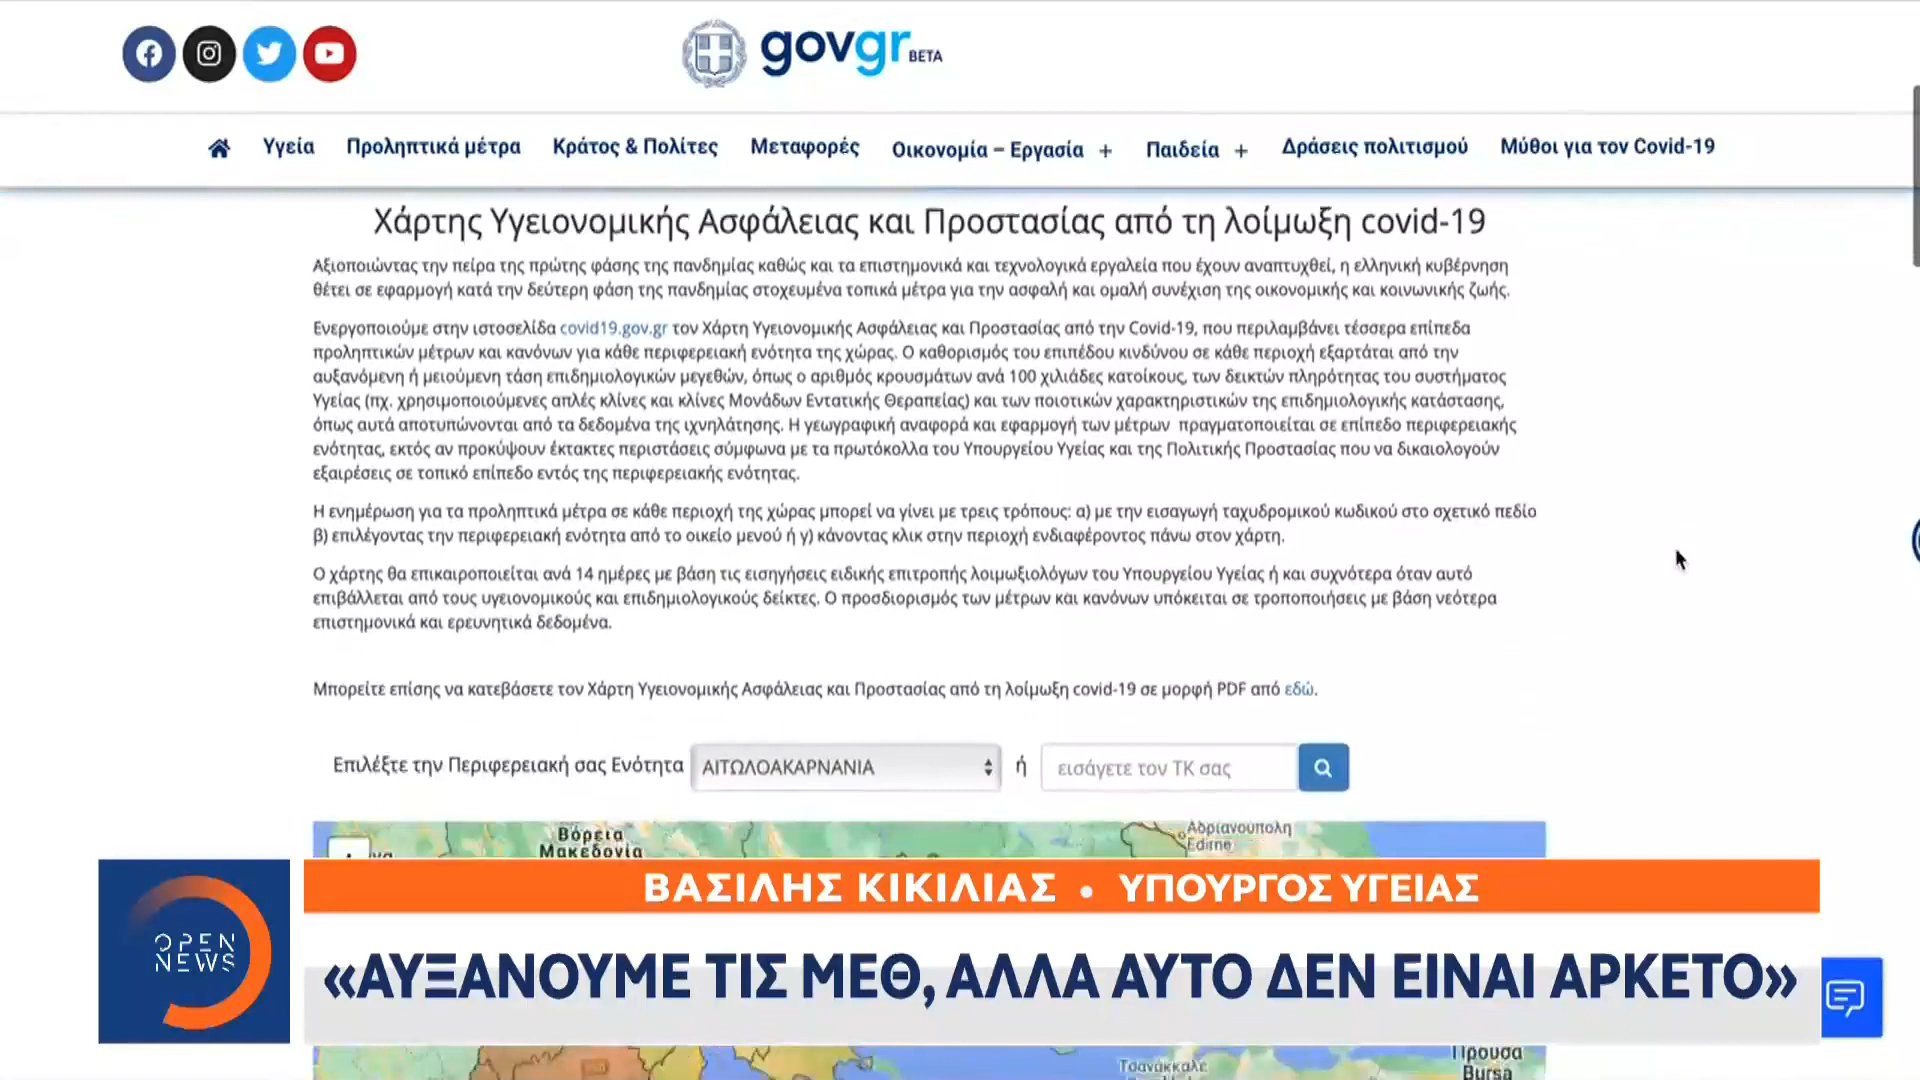 govgr BETA
Υγεία Προληπτικά μέτρα Κράτος & Πολίτες Μεταφορές Οικονομία – Εργασία + Παιδεία + Δράσεις πολιτισμού Μύθοι για τον Covid-19
Χάρτης Υγειονομικής Ασφάλειας και Προστασίας από τη λοίμωξη covid-19
Αξιοποιώντας την πείρα της πρώτης φάσης της πανδημίας καθώς και τα επιστημονικά και τεχνολογικά εργαλεία που έχουν αναπτυχθεί, η ελληνική κυβέρνηση
θέτει σε εφαρμογή κατά την δεύτερη φάση της πανδημίας στοχευμένα τοπικά μέτρα για την ασφαλή και ομαλή συνέχιση της οικονομικής και κοινωνικής ζωής.
Ενεργοποιούμε στην ιστοσελίδα covid19.gov.gr τον Χάρτη Υγειονομικής Ασφάλειας και Προστασίας από την Covid-19, που περιλαμβάνει τέσσερα επίπεδα
προληπτικών μέτρων και κανόνων για κάθε περιφερειακή ενότητα της χώρας. Ο καθορισμός του επιπέδου κινδύνου σε κάθε περιοχή εξαρτάται από την
αυξανόμενη ή μειούμενη τάση επιδημιολογικών μεγεθών, όπως ο αριθμός κρουσμάτων ανά 100 χιλιάδες κατοίκους, των δεικτών πληρότητας του συστήματος
Υγείας (πχ. χρησιμοποιούμενες απλές κλίνες και κλίνες Μονάδων Εντατικής Θεραπείας) και των ποιοτικών χαρακτηριστικών της επιδημιολογικής κατάστασης,
όπως αυτά αποτυπώνονται από τα δεδομένα της ιχνηλάτησης. Η γεωγραφική αναφορά και εφαρμογή των μέτρων πραγματοποιείται σε επίπεδο περιφερειακής
ενότητας, εκτός αν προκύψουν έκτακτες περιστάσεις σύμφωνα με τα πρωτόκολλα του Υπουργείου Υγείας και της Πολιτικής Προστασίας που να δικαιολογούν
εξαιρέσεις σε τοπικό επίπεδο εντός της περιφερειακής ενότητας.
Η ενημέρωση για τα προληπτικά μέτρα σε κάθε περιοχή της χώρας μπορεί να γίνει με τρεις τρόπους: α) με την εισαγωγή ταχυδρομικού κωδικού στο σχετικό πεδίο
β) επιλέγοντας την περιφερειακή ενότητα από το οικείο μενού ή γ) κάνοντας κλικ στην περιοχή ενδιαφέροντος πάνω στον χάρτη.
Ο χάρτης θα επικαιροποιείται ανά 14 ημέρες με βάση τις εισηγήσεις ειδικής επιτροπής λοιμωξιολόγων του Υπουργείου Υγείας ή και συχνότερα όταν αυτό
επιβάλλεται από τους υγειονομικούς και επιδημιολογικούς δείκτες. Ο προσδιορισμός των μέτρων και κανόνων υπόκειται σε τροποποιήσεις με βάση νεότερα
επιστημονικά και ερευνητικά δεδομένα.
Μπορείτε επίσης να κατεβάσετε τον Χάρτη Υγειονομικής Ασφάλειας και Προστασίας από τη λοίμωξη covid-19 σε μορφή PDF από εδώ.
Επιλέξτε την Περιφερειακή σας Ενότητα ΑΙΤΩΛΟΑΚΑΡΝΑΝΙΑ ή εισάγετε τον ΤΚ σας
Βόρεια
Μακεδονία
Αδριανούπολη
Edirne
ΒΑΣΙΛΗΣ ΚΙΚΙΛΙΑΣ • ΥΠΟΥΡΓΟΣ ΥΓΕΙΑΣ
OPEN
NEWS
«ΑΥΞΑΝΟΥΜΕ ΤΙΣ ΜΕΘ, ΑΛΛΑ ΑΥΤΟ ΔΕΝ ΕΙΝΑΙ ΑΡΚΕΤΟ»
Προύσα
Bursa
Τσανάκκαλε